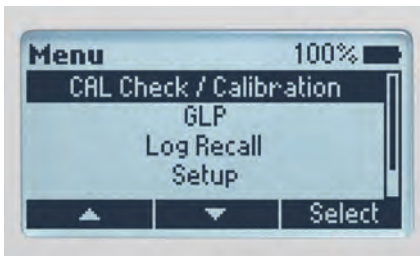 Menu 100%
CAL Check / Calibration
GLP
Log Recall
Setup
Select